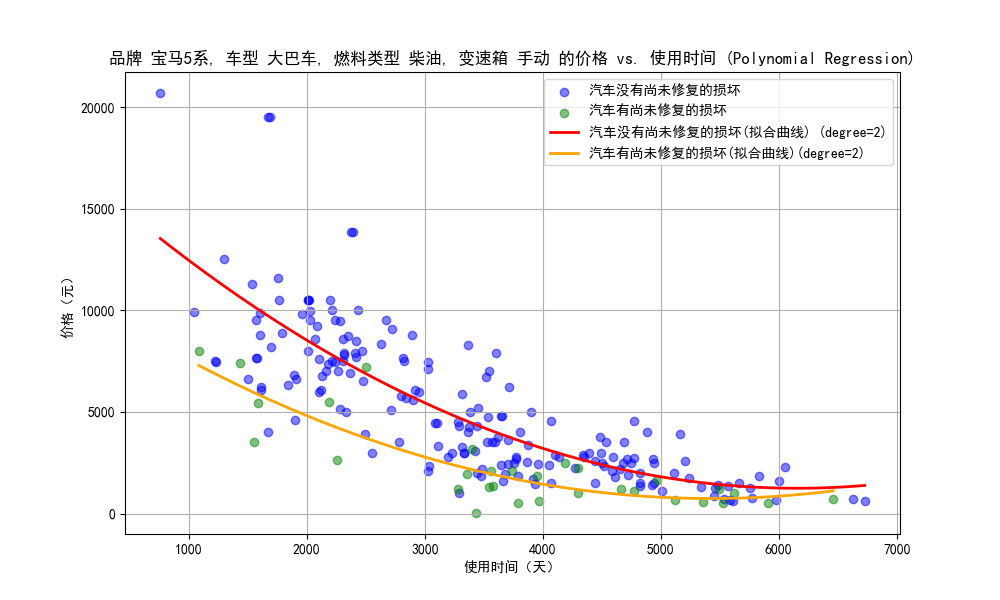 品牌 宝马5系, 车型 大巴车, 燃料类型 柴油, 变速箱 手动 的价格 vs. 使用时间 (Polynomial Regression)
汽车没有尚未修复的损坏
汽车有尚未修复的损坏
汽车没有尚未修复的损坏(拟合曲线) (degree=2)
汽车有尚未修复的损坏(拟合曲线)(degree=2)
价格（元）
20000
15000
10000
5000
0
1000 2000 3000 4000 5000 6000 7000
使用时间（天）